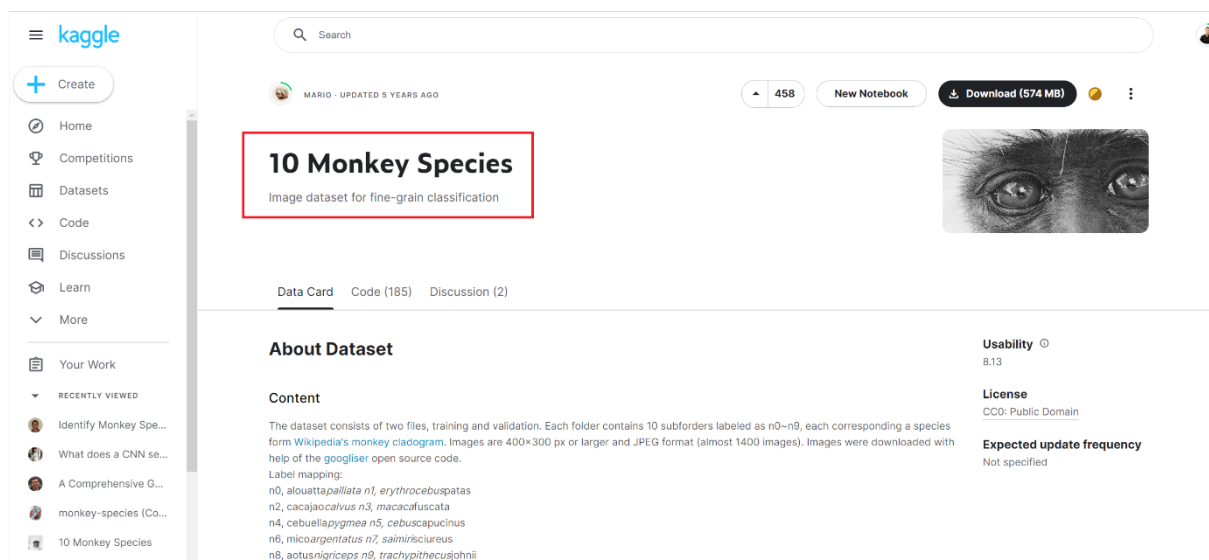 kaggle
Search
Create
MARIO · UPDATED 5 YEARS AGO
458
New Notebook
Download (574 MB)
Home
Competitions
Datasets
Code
Discussions
Learn
More
Your Work
RECENTLY VIEWED
Identify Monkey Spe...
What does a CNN se...
A Comprehensive G...
monkey-species (Co...
10 Monkey Species
10 Monkey Species
Image dataset for fine-grain classification
Data Card Code (185) Discussion (2)
About Dataset
Content
The dataset consists of two files, training and validation. Each folder contains 10 subforders labeled as n0~n9, each corresponding a species
form Wikipedia's monkey cladogram. Images are 400×300 px or larger and JPEG format (almost 1400 images). Images were downloaded with
help of the googliser open source code.
Label mapping:
n0, alouattapalliata n1, erythrocebuspatas
n2, cacajaocalvus n3, macacafuscata
n4, cebuellapygmea n5, cebuscapucinus
n6, micoargentatus n7, saimirisciureus
n8, aotusnigriceps n9, trachypithecusjohnii
Usability
8.13
License
CC0: Public Domain
Expected update frequency
Not specified